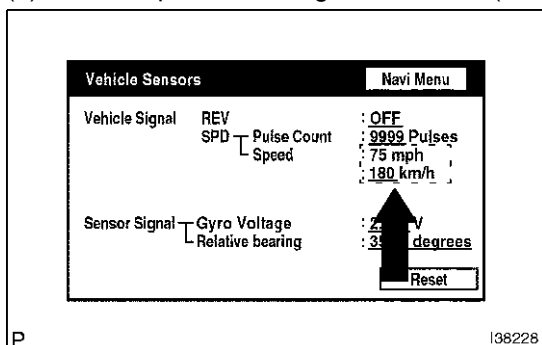 Vehicle Sensors Navi Menu
Vehicle Signal REV : OFF
SPD Pulse Count : 9999 Pulses
Speed : 75 mph
: 180 km/h
Sensor Signal Gyro Voltage : V
Relative bearing : degrees
Reset
P I38228